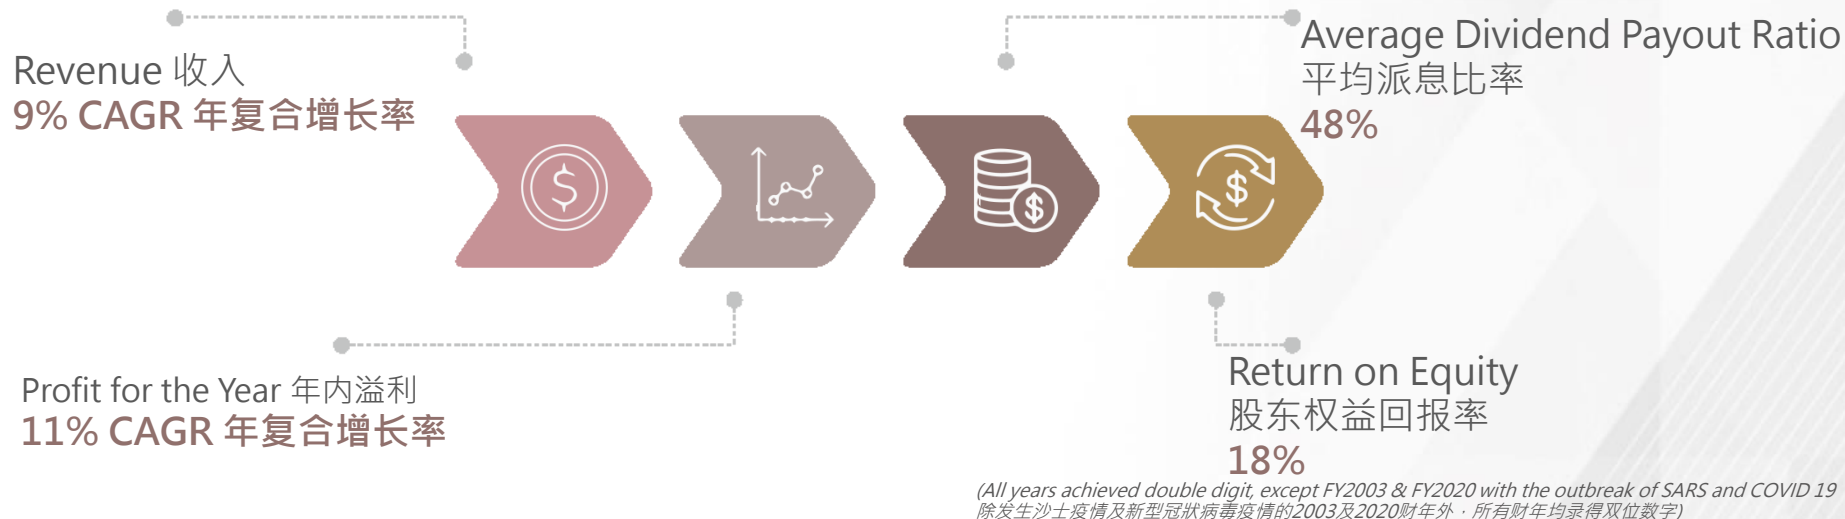 Revenue 收入
9% CAGR 年复合增长率
Average Dividend Payout Ratio
平均派息比率
48%
Profit for the Year 年内溢利
11% CAGR 年复合增长率
Return on Equity
股东权益回报率
18%
(All years achieved double digit, except FY2003 & FY2020 with the outbreak of SARS and COVID 19
除发生沙士疫情及新型冠狀病毒疫情的2003及2020财年外，所有财年均录得双位数字)